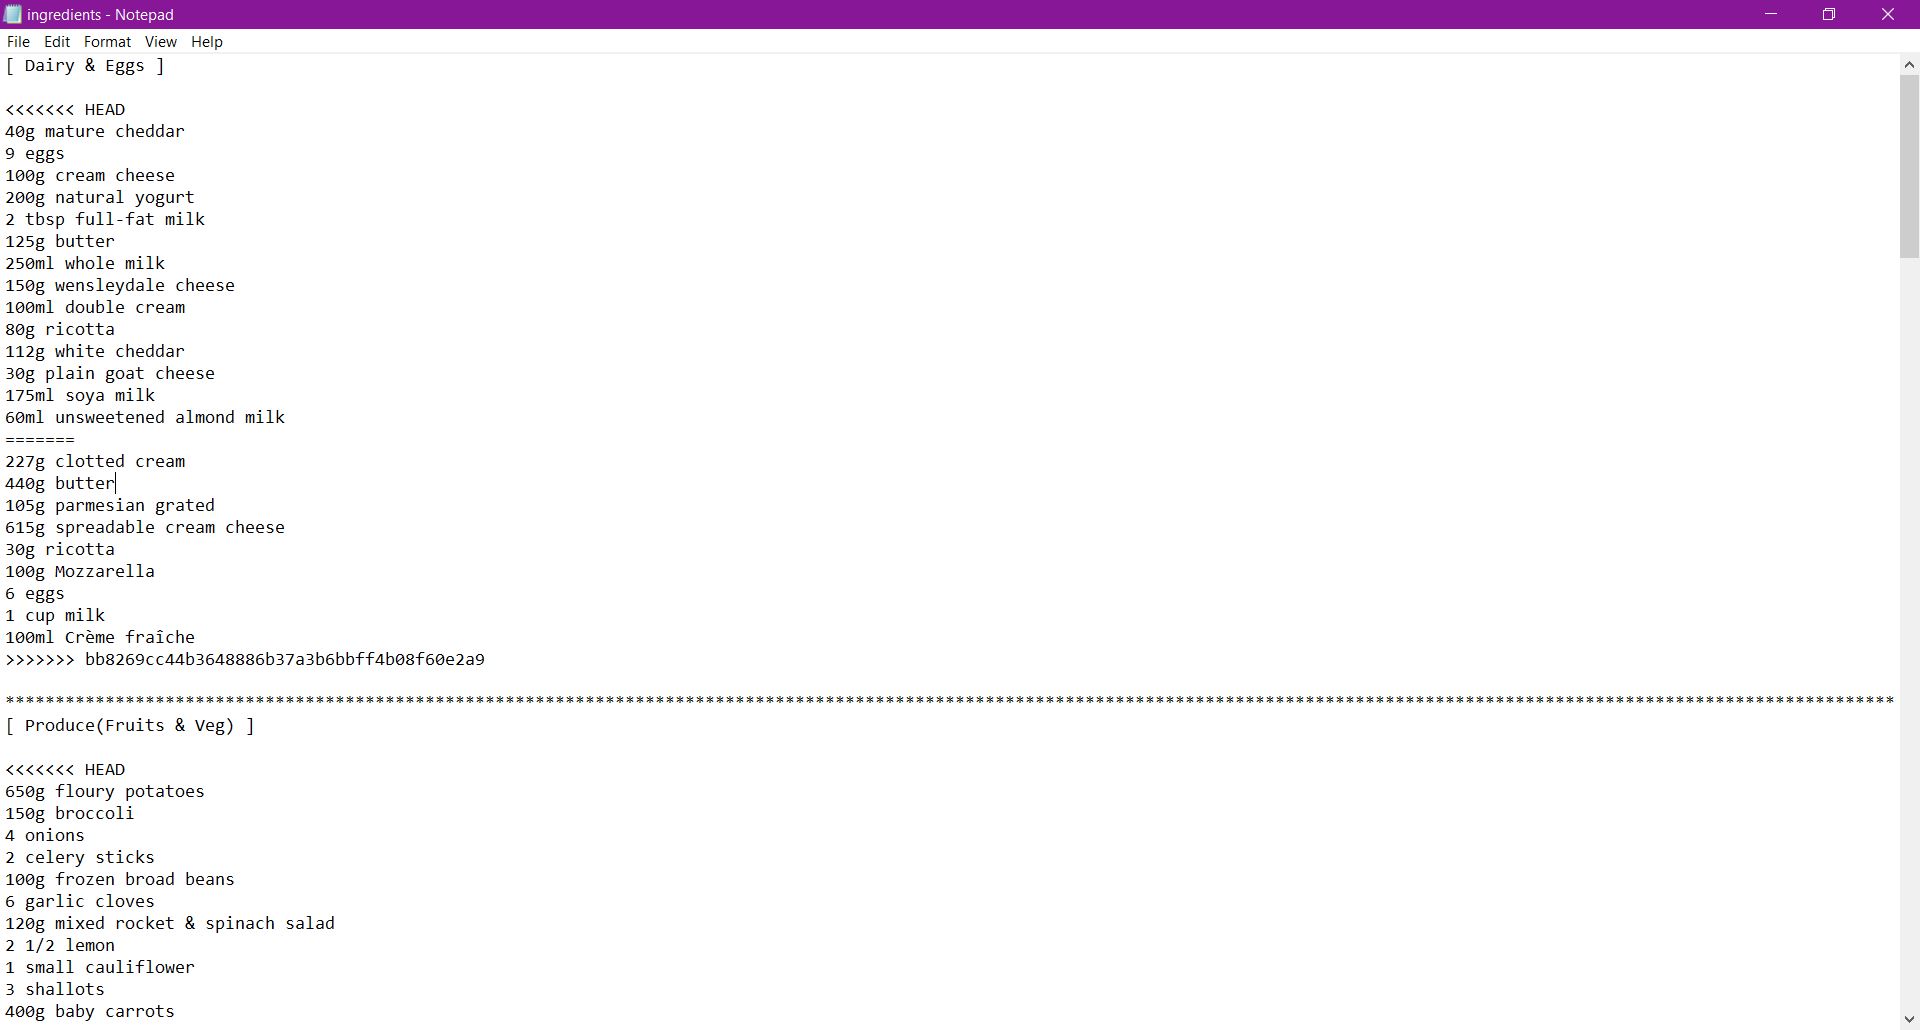 ingredients - Notepad
File Edit Format View Help
[ Dairy & Eggs ]
<<<<<<< HEAD
40g mature cheddar
9 eggs
100g cream cheese
200g natural yogurt
2 tbsp full-fat milk
125g butter
250ml whole milk
150g wensleydale cheese
100ml double cream
80g ricotta
112g white cheddar
30g plain goat cheese
175ml soya milk
60ml unsweetened almond milk
=======
227g clotted cream
440g butter
105g parmesian grated
615g spreadable cream cheese
30g ricotta
100g Mozzarella
6 eggs
1 cup milk
100ml Crème fraîche
>>>>>>> bb8269cc44b3648886b37a3b6bbff4b08f60e2a9
*********************************************************************************************************************************************************************************************
[ Produce(Fruits & Veg) ]
<<<<<<< HEAD
650g floury potatoes
150g broccoli
4 onions
2 celery sticks
100g frozen broad beans
6 garlic cloves
120g mixed rocket & spinach salad
2 1/2 lemon
1 small cauliflower
3 shallots
400g baby carrots